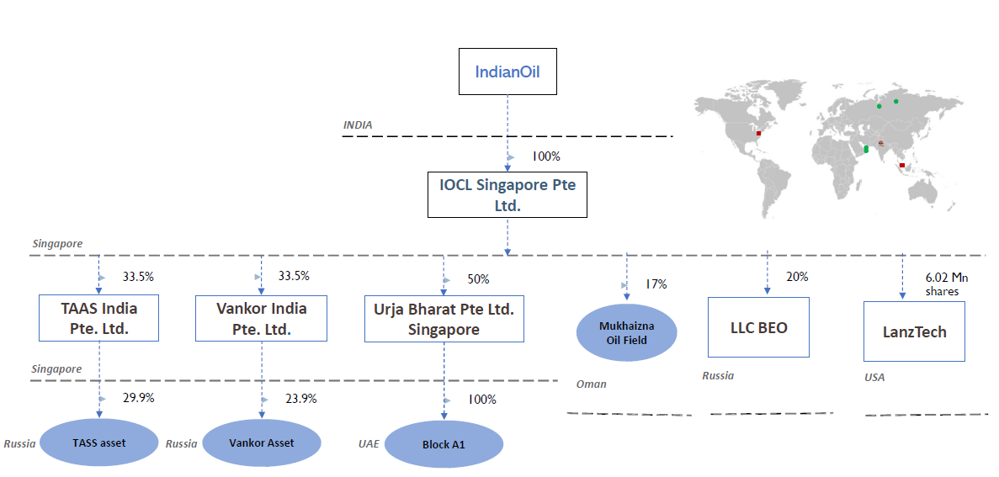 IndianOil
INDIA
100%
IOCL Singapore Pte
Ltd.
Singapore
33.5%
33.5%
50%
17%
20%
6.02 Mn
shares
TAAS India
Pte. Ltd.
Vankor India
Pte. Ltd.
Urja Bharat Pte Ltd.
Singapore
Mukhaizna
Oil Field
LLC BEO
LanzTech
Singapore
Oman
Russia
USA
29.9%
23.9%
100%
Russia
TASS asset
Russia
Vankor Asset
UAE
Block A1